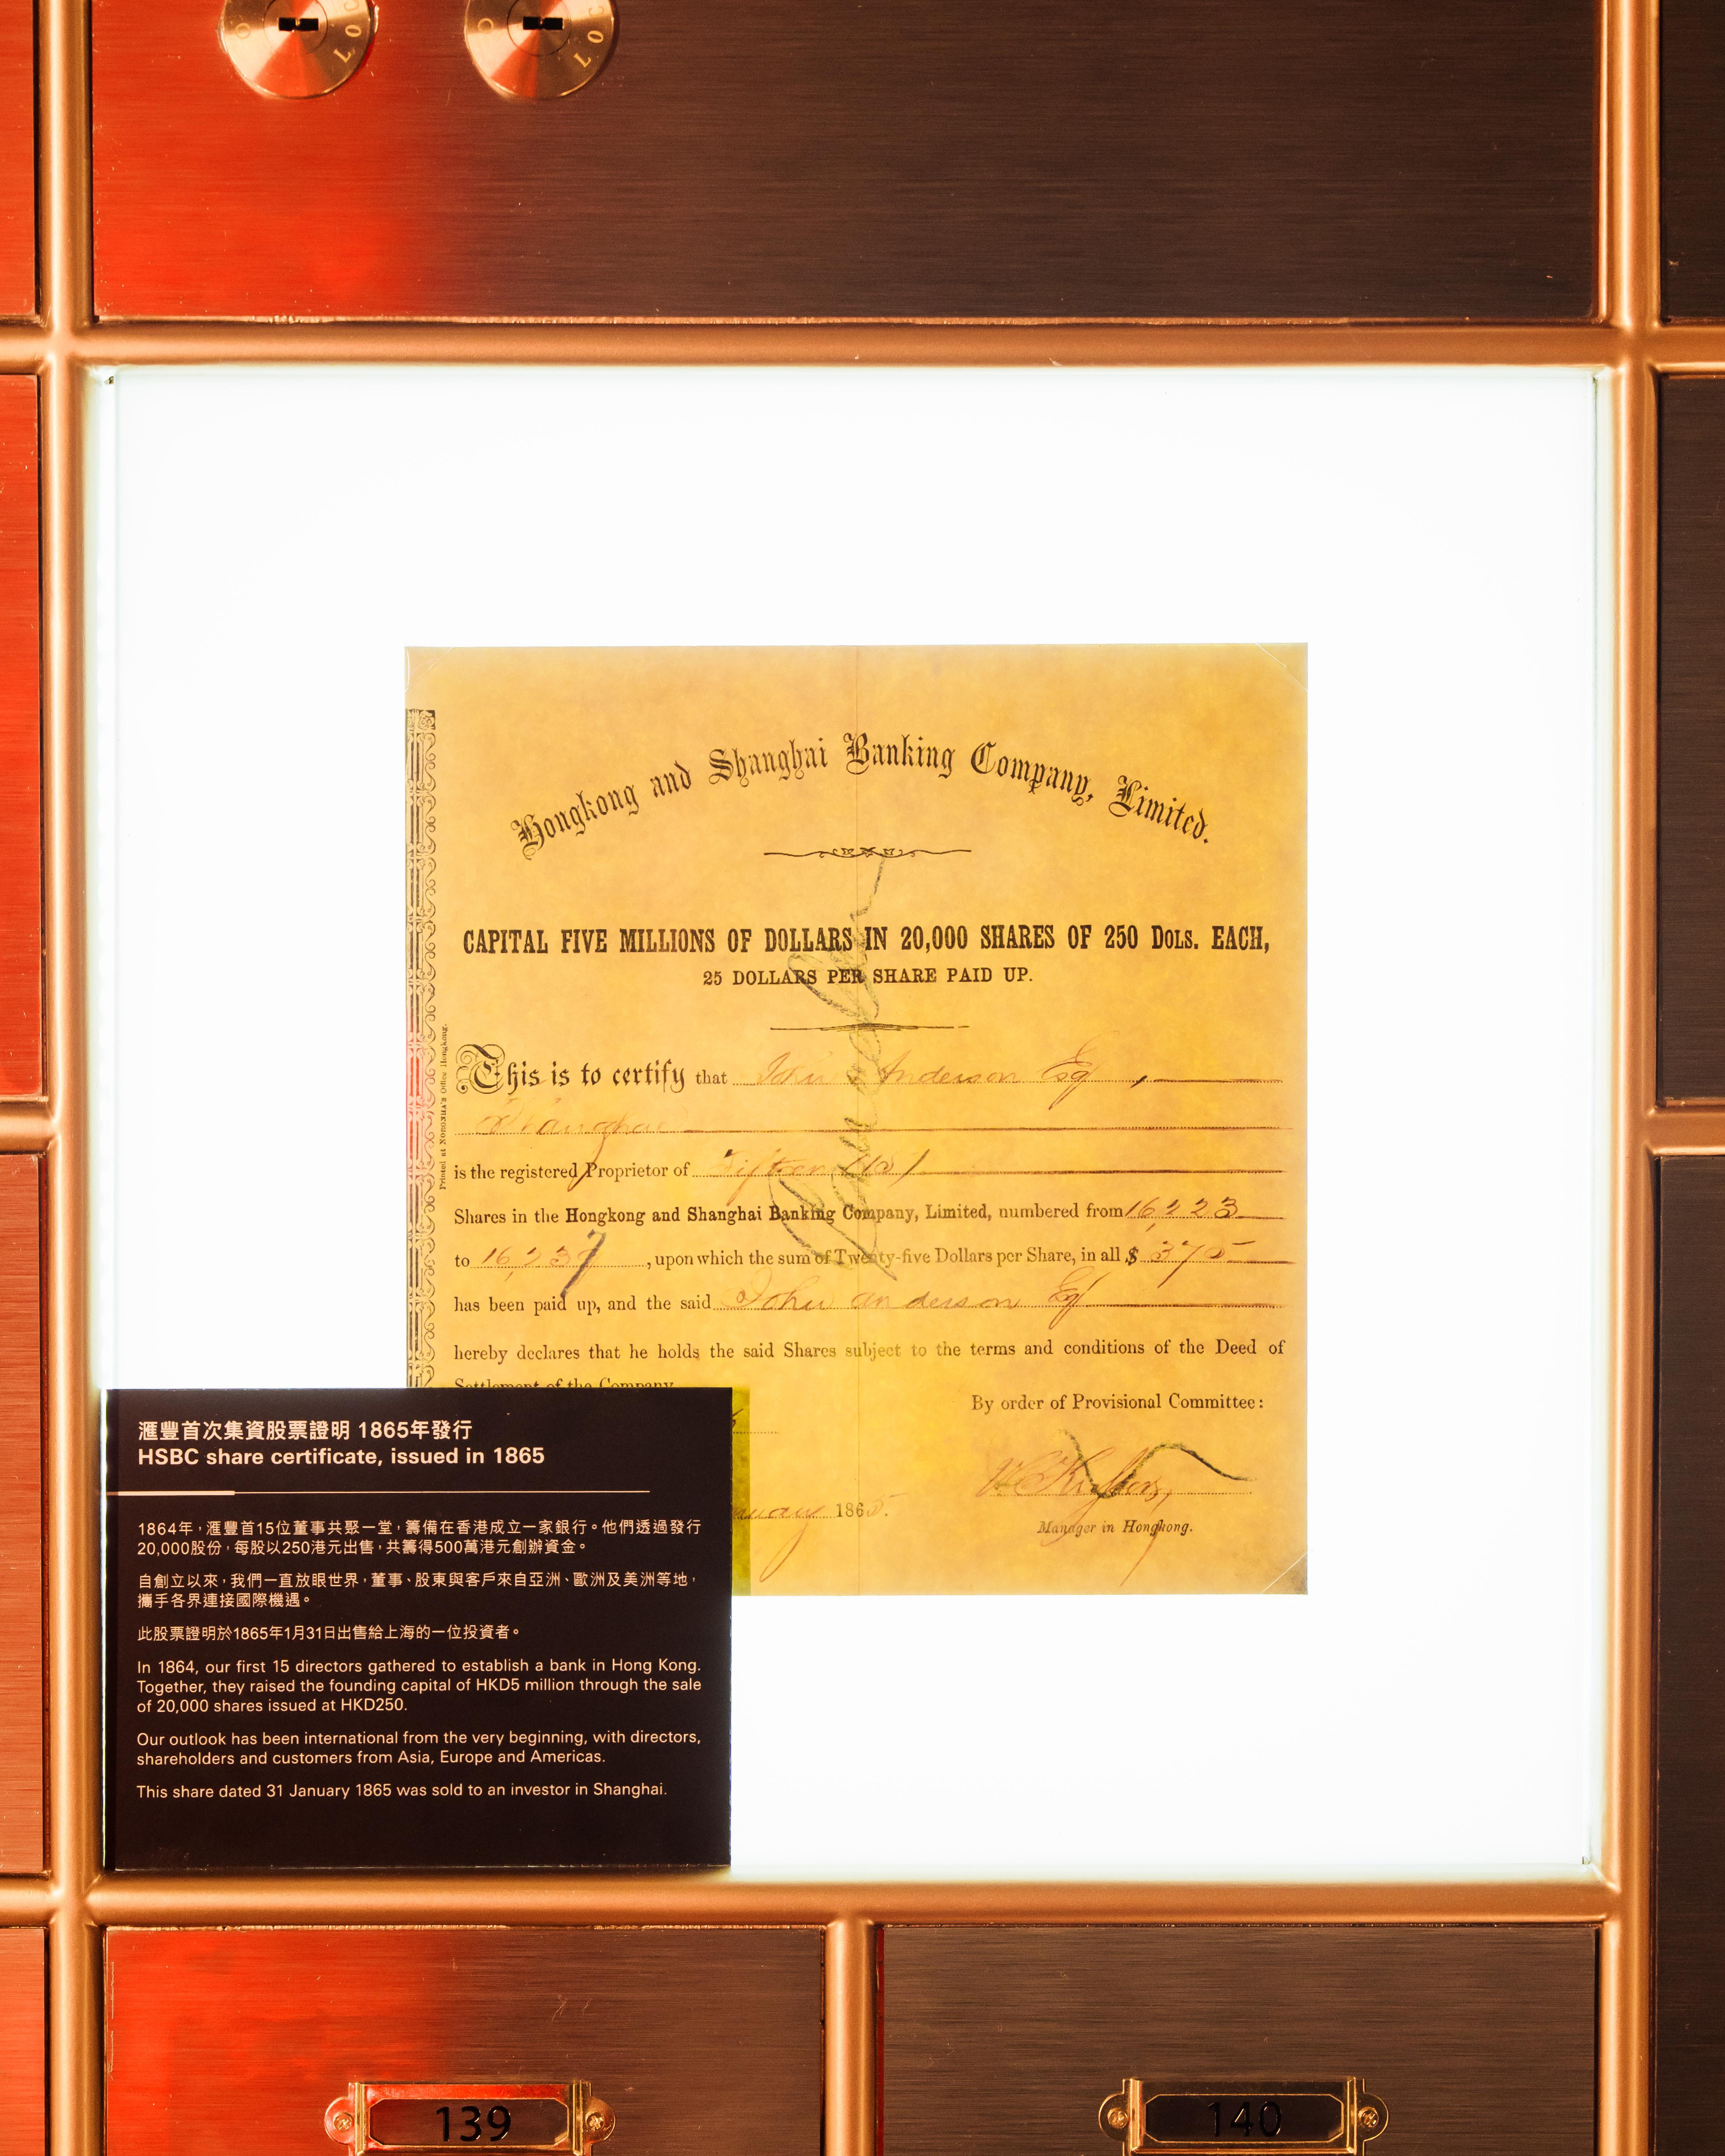 Hongkong and Shanghai Banking Company, Limited.
CAPITAL FIVE MILLIONS OF DOLLARS IN 20,000 SHARES OF 250 DOLS. EACH,
25 DOLLARS PER SHARE PAID UP.
This is to certify that John Anderson Esq
Shanghai
is the registered Proprietor of Fifteen (15)
Shares in the Hongkong and Shanghai Banking Company, Limited, numbered from 16,223
to 16,237, upon which the sum of Twenty-five Dollars per Share, in all $ 375
has been paid up, and the said John Anderson Esq
hereby declares that he holds the said Shares subject to the terms and conditions of the Deed of
Settlement of the Company.
By order of Provisional Committee:
1865.
Manager in Hongkong.
Printed at NORONHA'S Office Hongkong.
滙豐首次集資股票證明 1865年發行
HSBC share certificate, issued in 1865
1864年，滙豐首15位董事共聚一堂，籌備在香港成立一家銀行。他們透過發行
20,000股份，每股以250港元出售，共籌得500萬港元創辦資金。
自創立以來，我們一直放眼世界，董事、股東與客戶來自亞洲、歐洲及美洲等地，
攜手各界連接國際機遇。
此股票證明於1865年1月31日出售給上海的一位投資者。
In 1864, our first 15 directors gathered to establish a bank in Hong Kong.
Together, they raised the founding capital of HKD5 million through the sale
of 20,000 shares issued at HKD250.
Our outlook has been international from the very beginning, with directors,
shareholders and customers from Asia, Europe and Americas.
This share dated 31 January 1865 was sold to an investor in Shanghai.
139
140